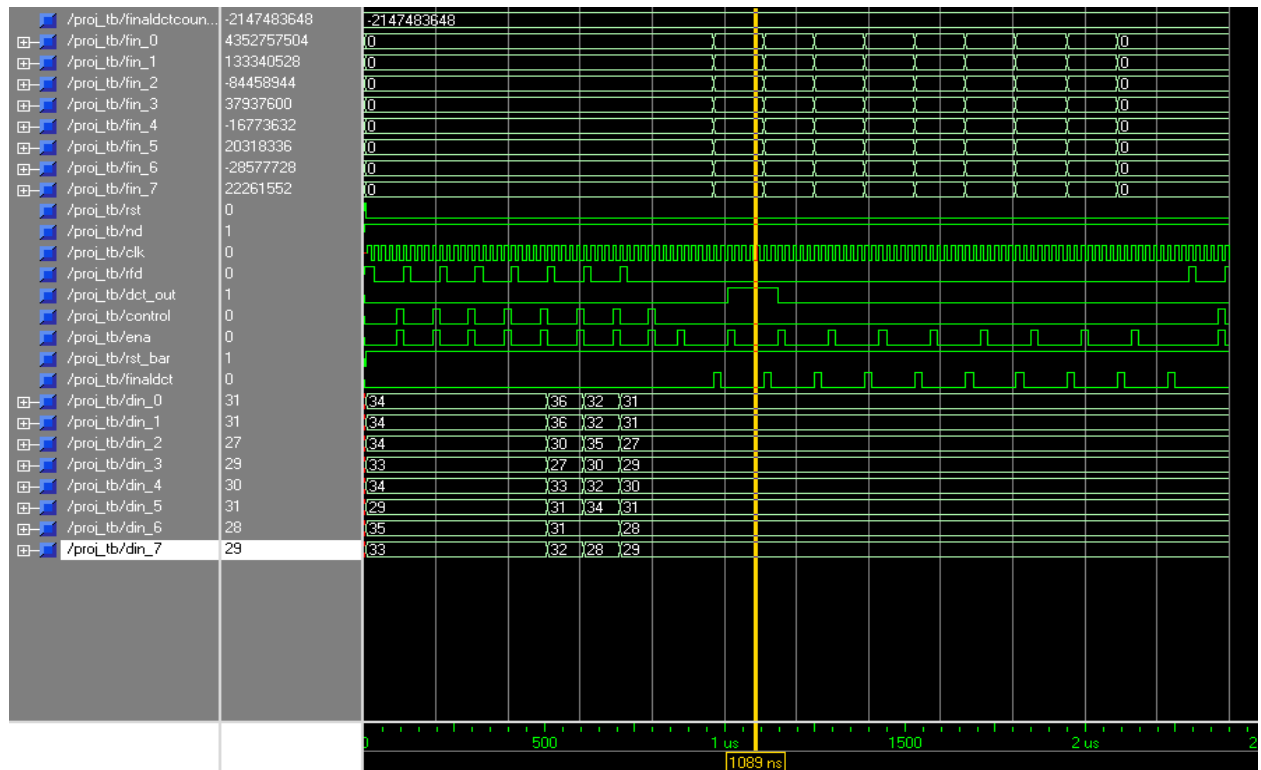 /proj_tb/finaldctcoun... -2147483648 -2147483648
/proj_tb/fin_0 4352757504 0 0
/proj_tb/fin_1 133340528 0 0
/proj_tb/fin_2 -84458944 0 0
/proj_tb/fin_3 37937600 0 0
/proj_tb/fin_4 -16773632 0 0
/proj_tb/fin_5 20318336 0 0
/proj_tb/fin_6 -28577728 0 0
/proj_tb/fin_7 22261552 0 0
/proj_tb/rst 0
/proj_tb/nd 1
/proj_tb/clk 0
/proj_tb/rfd 0
/proj_tb/dct_out 1
/proj_tb/control 0
/proj_tb/ena 0
/proj_tb/rst_bar 1
/proj_tb/finaldct 0
/proj_tb/din_0 31 34 36 32 31
/proj_tb/din_1 31 34 36 32 31
/proj_tb/din_2 27 34 30 35 27
/proj_tb/din_3 29 33 27 30 29
/proj_tb/din_4 30 34 33 32 30
/proj_tb/din_5 31 29 31 34 31
/proj_tb/din_6 28 35 31 28
/proj_tb/din_7 29 33 32 28 29
0 500 1 us 1500 2 us 2
1089 ns